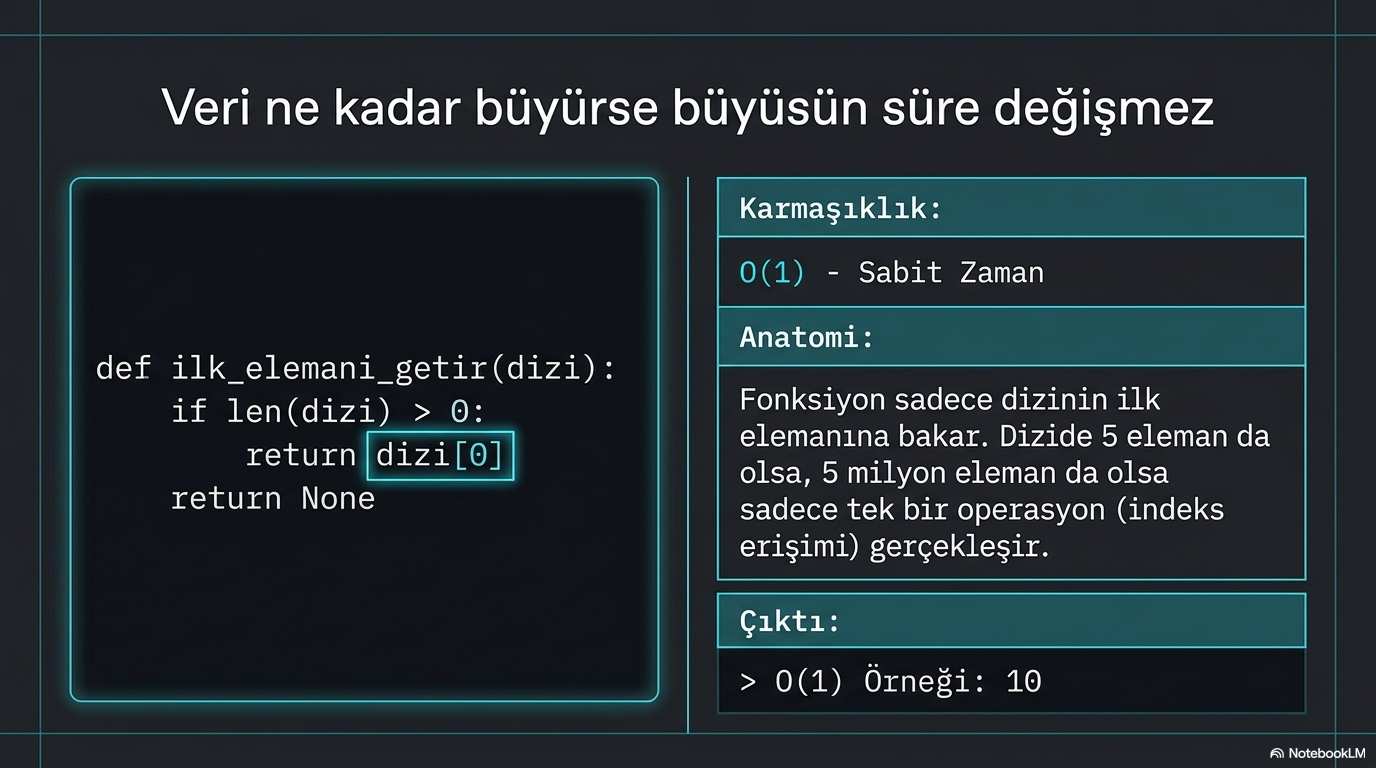 Veri ne kadar büyürse büyüsün süre değişmez
def ilk_elemani_getir(dizi):
    if len(dizi) > 0:
        return dizi[0]
    return None
Karmaşıklık:
O(1) - Sabit Zaman
Anatomi:
Fonksiyon sadece dizinin ilk
elemanına bakar. Dizide 5 eleman da
olsa, 5 milyon eleman da olsa
sadece tek bir operasyon (indeks
erişimi) gerçekleşir.
Çıktı:
> O(1) Örneği: 10
NotebookLM